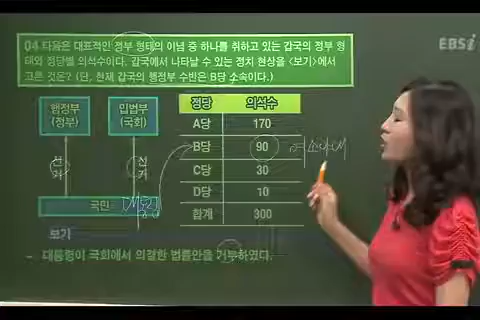 EBSi
04 다음은 대표적인 정부 형태의 이념 중 하나를 취하고 있는 갑국의 정부 형
태와 정당별 의석수이다. 갑국에서 나타날 수 있는 정치 현상을 <보기>에서
고른 것은? (단, 현재 갑국의 행정부 수반은 B당 소속이다.)
행정부
(정부)
입법부
(국회)
선거
선거
국민
대통령
정당 의석수
A당 170
B당 90
C당 30
D당 10
합계 300
여소야대
보기
- 대통령이 국회에서 의결한 법률안을 거부하였다.